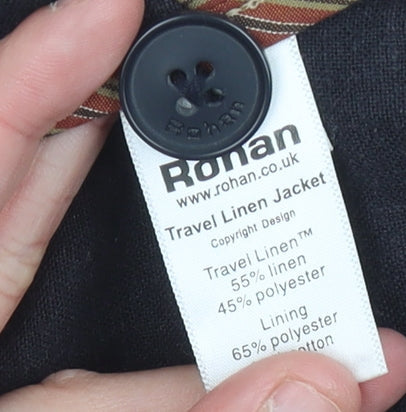 Rohan
Rohan
www.rohan.co.uk
Travel Linen Jacket
Copyright Design
Travel Linen™
55% linen
45% polyester
Lining
65% polyester